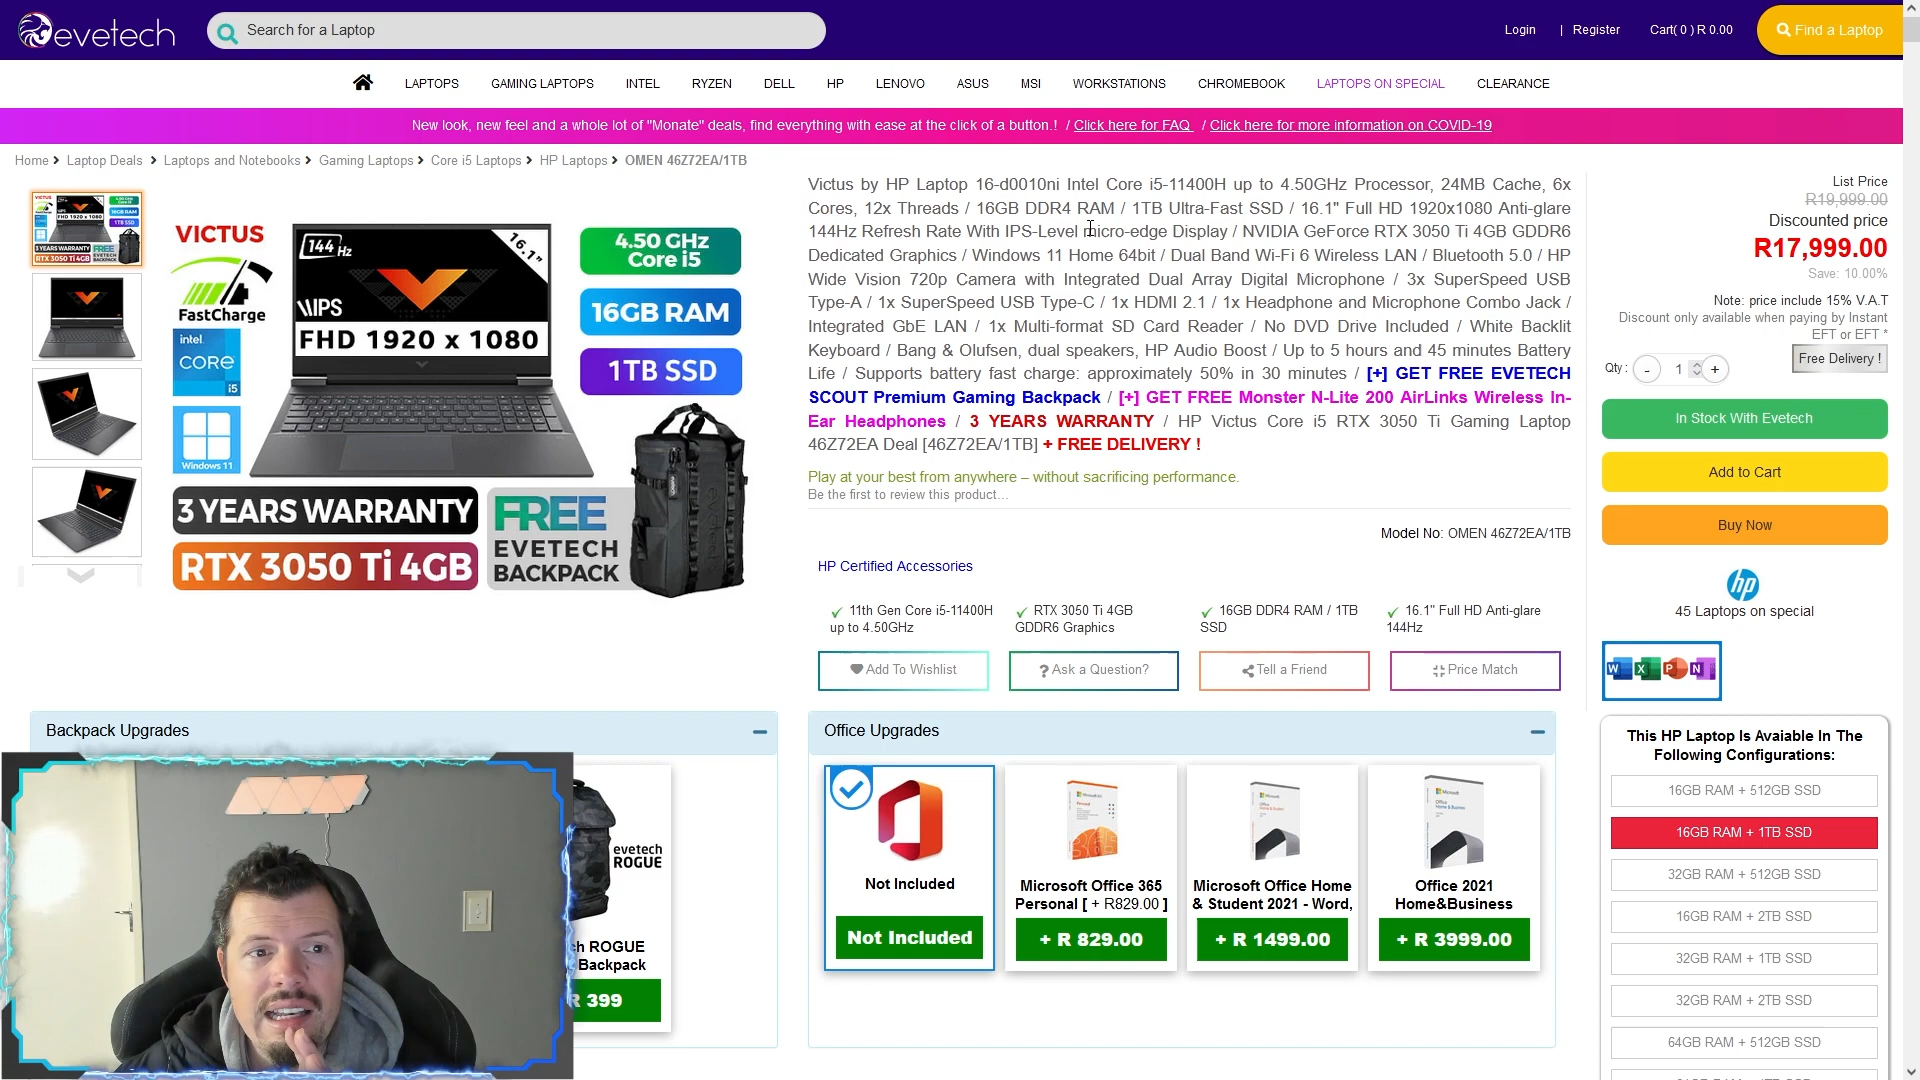 evetech
Search for a Laptop
Login | Register Cart( 0 ) R 0.00 Find a Laptop
LAPTOPS GAMING LAPTOPS INTEL RYZEN DELL HP LENOVO ASUS MSI WORKSTATIONS CHROMEBOOK LAPTOPS ON SPECIAL CLEARANCE
New look, new feel and a whole lot of "Monate" deals, find everything with ease at the click of a button.! / Click here for FAQ / Click here for more information on COVID-19
Home > Laptop Deals > Laptops and Notebooks > Gaming Laptops > Core i5 Laptops > HP Laptops > OMEN 46Z72EA/1TB
VICTUS
FastCharge
intel
CORE
i5
Windows 11
144 Hz
16.1"
IPS
FHD 1920 x 1080
4.50 GHz
Core i5
16GB RAM
1TB SSD
3 YEARS WARRANTY
RTX 3050 Ti 4GB
FREE
EVETECH
BACKPACK
Victus by HP Laptop 16-d0010ni Intel Core i5-11400H up to 4.50GHz Processor, 24MB Cache, 6x
Cores, 12x Threads / 16GB DDR4 RAM / 1TB Ultra-Fast SSD / 16.1" Full HD 1920x1080 Anti-glare
144Hz Refresh Rate With IPS-Level micro-edge Display / NVIDIA GeForce RTX 3050 Ti 4GB GDDR6
Dedicated Graphics / Windows 11 Home 64bit / Dual Band Wi-Fi 6 Wireless LAN / Bluetooth 5.0 / HP
Wide Vision 720p Camera with Integrated Dual Array Digital Microphone / 3x SuperSpeed USB
Type-A / 1x SuperSpeed USB Type-C / 1x HDMI 2.1 / 1x Headphone and Microphone Combo Jack /
Integrated GbE LAN / 1x Multi-format SD Card Reader / No DVD Drive Included / White Backlit
Keyboard / Bang & Olufsen, dual speakers, HP Audio Boost / Up to 5 hours and 45 minutes Battery
Life / Supports battery fast charge: approximately 50% in 30 minutes / [+] GET FREE EVETECH
SCOUT Premium Gaming Backpack / [+] GET FREE Monster N-Lite 200 AirLinks Wireless In-
Ear Headphones / 3 YEARS WARRANTY / HP Victus Core i5 RTX 3050 Ti Gaming Laptop
46Z72EA Deal [46Z72EA/1TB] + FREE DELIVERY !
Play at your best from anywhere – without sacrificing performance.
Be the first to review this product...
Model No: OMEN 46Z72EA/1TB
HP Certified Accessories
11th Gen Core i5-11400H
up to 4.50GHz
RTX 3050 Ti 4GB
GDDR6 Graphics
16GB DDR4 RAM / 1TB
SSD
16.1" Full HD Anti-glare
144Hz
Add To Wishlist
? Ask a Question?
Tell a Friend
Price Match
List Price
R19,999.00
Discounted price
R17,999.00
Save: 10.00%
Note: price include 15% V.A.T
Discount only available when paying by Instant
EFT or EFT *
Free Delivery !
Qty : - 1 +
In Stock With Evetech
Add to Cart
Buy Now
hp
45 Laptops on special
W X P N
This HP Laptop Is Avaiable In The
Following Configurations:
16GB RAM + 512GB SSD
16GB RAM + 1TB SSD
32GB RAM + 512GB SSD
16GB RAM + 2TB SSD
32GB RAM + 1TB SSD
32GB RAM + 2TB SSD
64GB RAM + 512GB SSD
Backpack Upgrades
evetech
ROGUE
ROGUE
Backpack
R 399
Office Upgrades
Not Included
Not Included
Microsoft Office 365
Personal [ + R829.00 ]
+ R 829.00
Microsoft Office Home
& Student 2021 - Word,
+ R 1499.00
Office 2021
Home&Business
+ R 3999.00